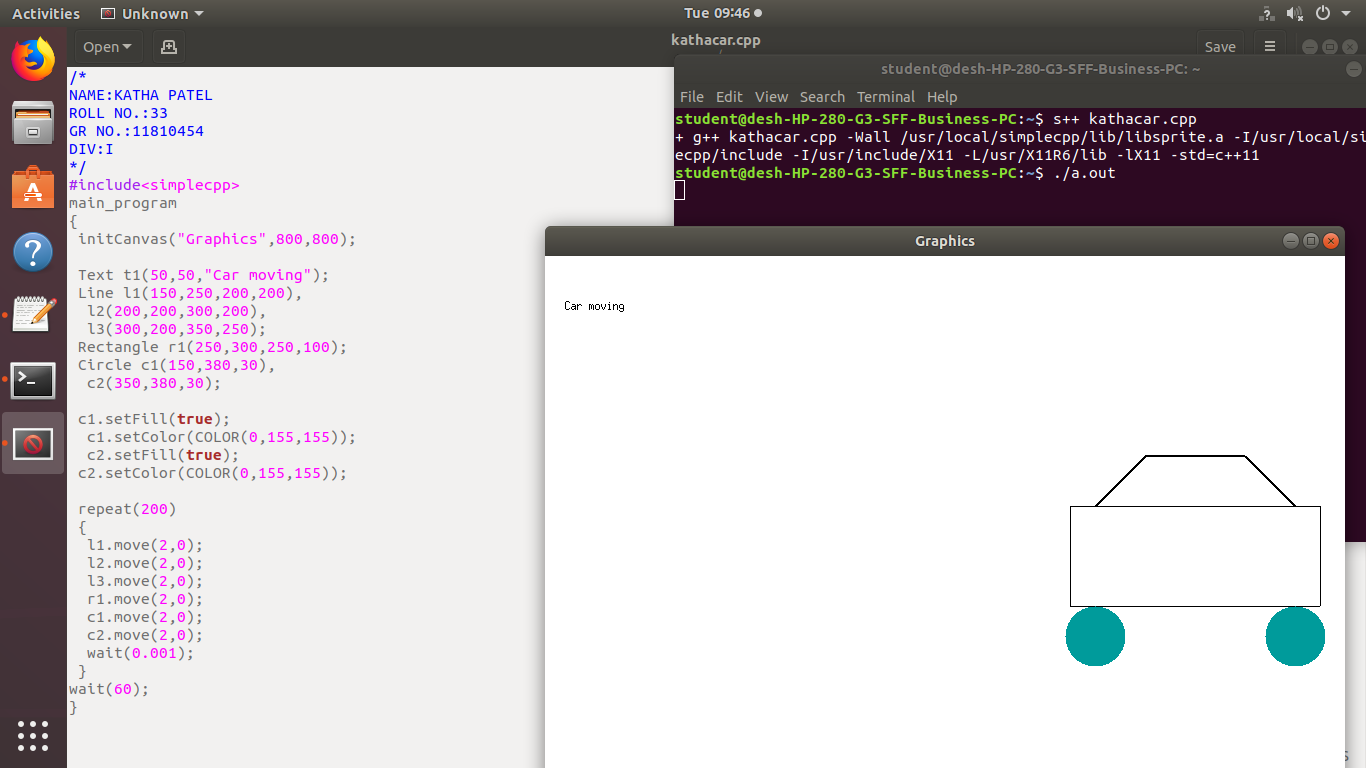 Activities Unknown Tue 09:46
Open kathacar.cpp Save
/*
NAME:KATHA PATEL
ROLL NO.:33
GR NO.:11810454
DIV:I
*/
#include<simplecpp>
main_program
{
initCanvas("Graphics",800,800);
Text t1(50,50,"Car moving");
Line l1(150,250,200,200),
l2(200,200,300,200),
l3(300,200,350,250);
Rectangle r1(250,300,250,100);
Circle c1(150,380,30),
c2(350,380,30);
c1.setFill(true);
c1.setColor(COLOR(0,155,155));
c2.setFill(true);
c2.setColor(COLOR(0,155,155));
repeat(200)
{
l1.move(2,0);
l2.move(2,0);
l3.move(2,0);
r1.move(2,0);
c1.move(2,0);
c2.move(2,0);
wait(0.001);
}
wait(60);
}
student@desh-HP-280-G3-SFF-Business-PC: ~
File Edit View Search Terminal Help
student@desh-HP-280-G3-SFF-Business-PC:~$ s++ kathacar.cpp
+ g++ kathacar.cpp -Wall /usr/local/simplecpp/lib/libsprite.a -I/usr/local/si
ecpp/include -I/usr/include/X11 -L/usr/X11R6/lib -lX11 -std=c++11
student@desh-HP-280-G3-SFF-Business-PC:~$ ./a.out
Graphics
Car moving